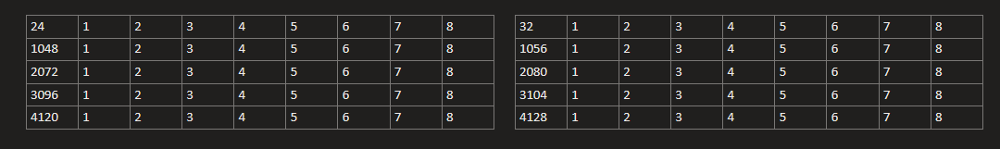 24 1 2 3 4 5 6 7 8
1048 1 2 3 4 5 6 7 8
2072 1 2 3 4 5 6 7 8
3096 1 2 3 4 5 6 7 8
4120 1 2 3 4 5 6 7 8
32 1 2 3 4 5 6 7 8
1056 1 2 3 4 5 6 7 8
2080 1 2 3 4 5 6 7 8
3104 1 2 3 4 5 6 7 8
4128 1 2 3 4 5 6 7 8